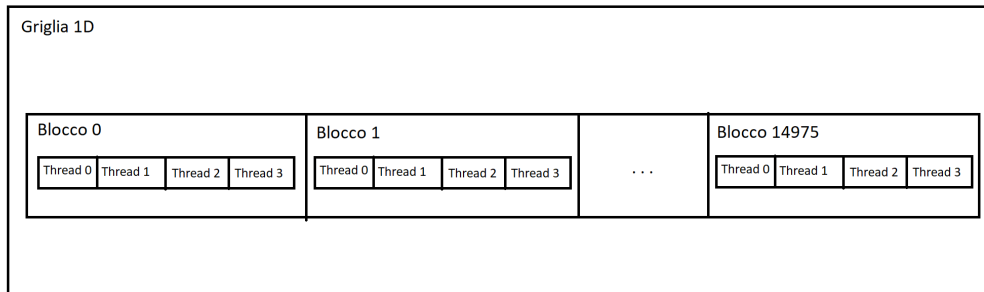 Griglia 1D
Blocco 0
Thread 0 Thread 1 Thread 2 Thread 3
Blocco 1
Thread 0 Thread 1 Thread 2 Thread 3
...
Blocco 14975
Thread 0 Thread 1 Thread 2 Thread 3